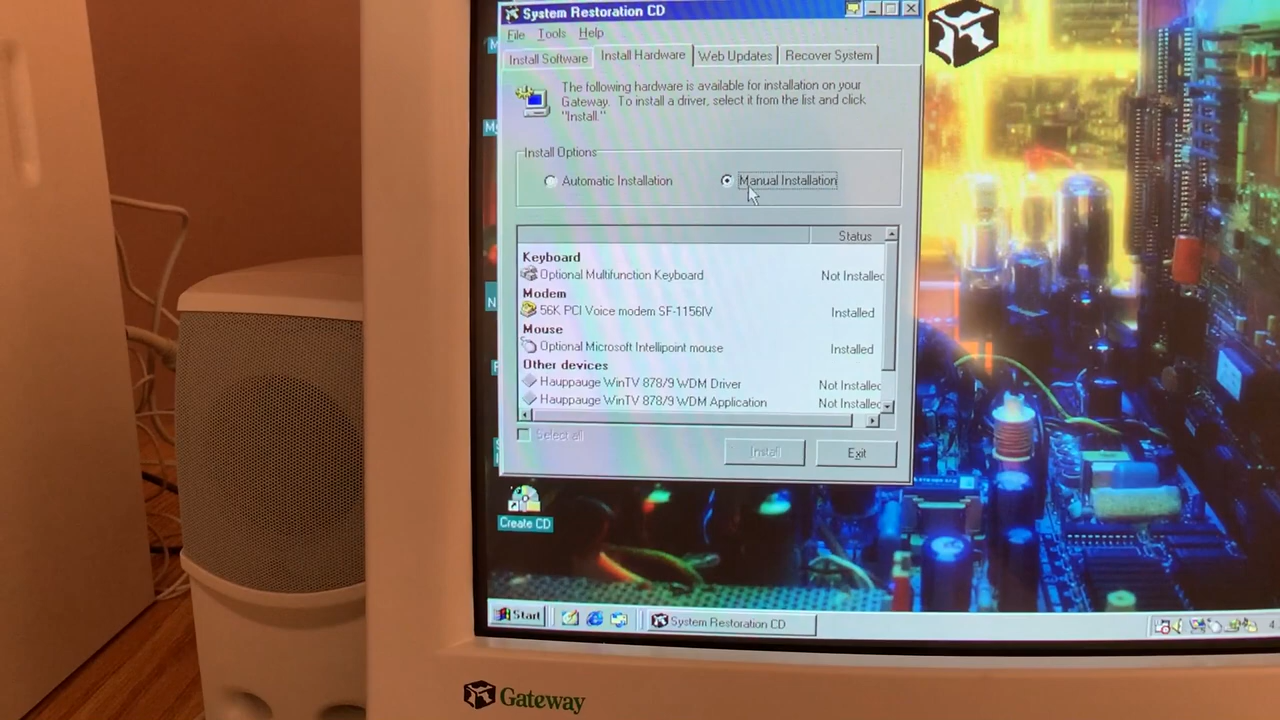 System Restoration CD
File Tools Help
Install Software Install Hardware Web Updates Recover System
The following hardware is available for installation on your
Gateway. To install a driver, select it from the list and click
"Install."
Install Options
Automatic Installation Manual Installation
Status
Keyboard
Optional Multifunction Keyboard Not Installed
Modem
56K PCI Voice modem SF-1156IV Installed
Mouse
Optional Microsoft Intellipoint mouse Installed
Other devices
Hauppauge WinTV 878/9 WDM Driver Not Installed
Hauppauge WinTV 878/9 WDM Application Not Installed
Select all
Install Exit
Create CD
Start System Restoration CD
Gateway